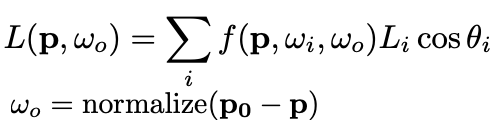 L(p, ω_o) = ∑_i f(p, ω_i, ω_o)L_i cos θ_i
ω_o = normalize(p_0 − p)